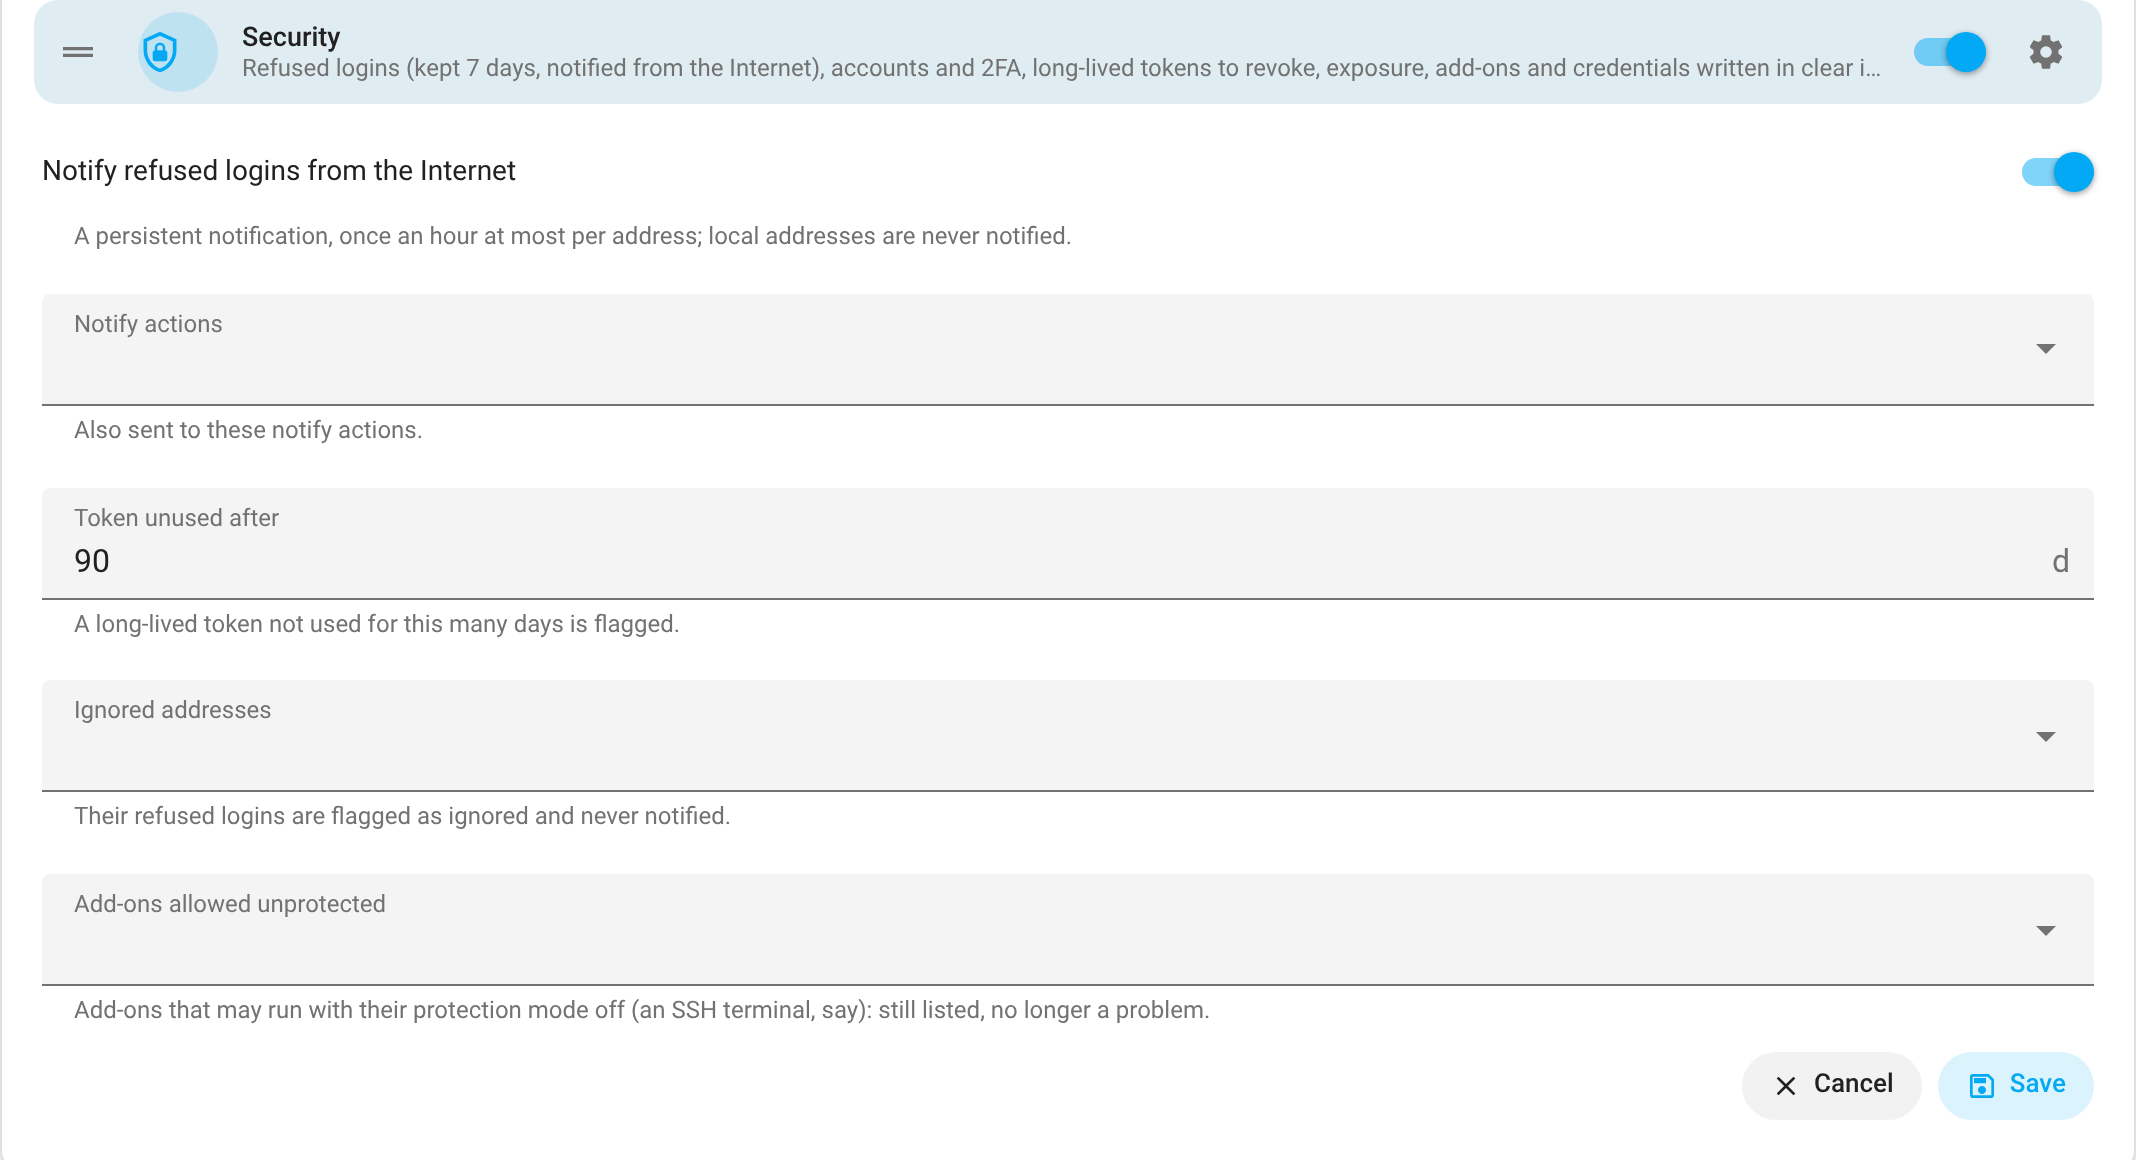 Security
Refused logins (kept 7 days, notified from the Internet), accounts and 2FA, long-lived tokens to revoke, exposure, add-ons and credentials written in clear i…
Notify refused logins from the Internet
A persistent notification, once an hour at most per address; local addresses are never notified.
Notify actions
Also sent to these notify actions.
Token unused after
90 d
A long-lived token not used for this many days is flagged.
Ignored addresses
Their refused logins are flagged as ignored and never notified.
Add-ons allowed unprotected
Add-ons that may run with their protection mode off (an SSH terminal, say): still listed, no longer a problem.
Cancel Save